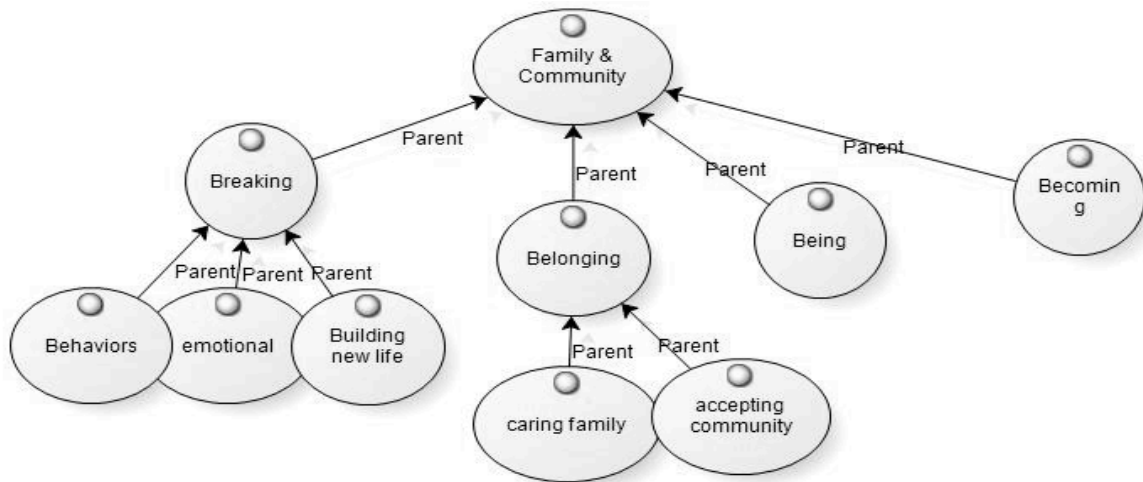 Family &
Community
Parent
Parent
Parent
Parent
Breaking
Belonging
Being
Becomin
g
Parent
Parent
Parent
Parent
Parent
Behaviors
emotional
Building
new life
caring family
accepting
community